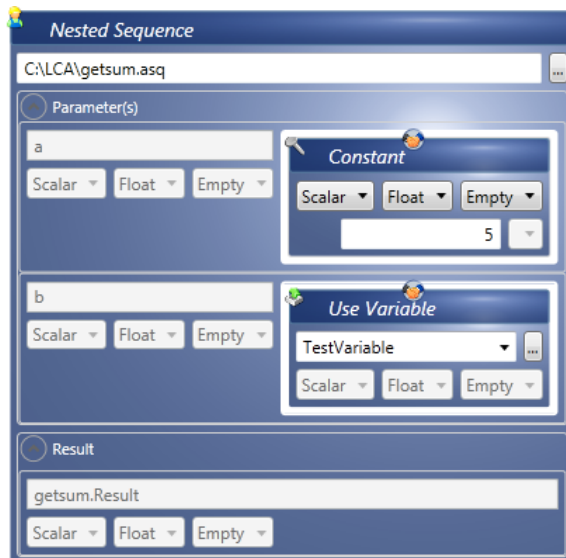 Nested Sequence
C:\LCA\getsum.asq ...
Parameter(s)
a
Scalar Float Empty
Constant
Scalar Float Empty
5
b
Scalar Float Empty
Use Variable
TestVariable ...
Scalar Float Empty
Result
getsum.Result
Scalar Float Empty